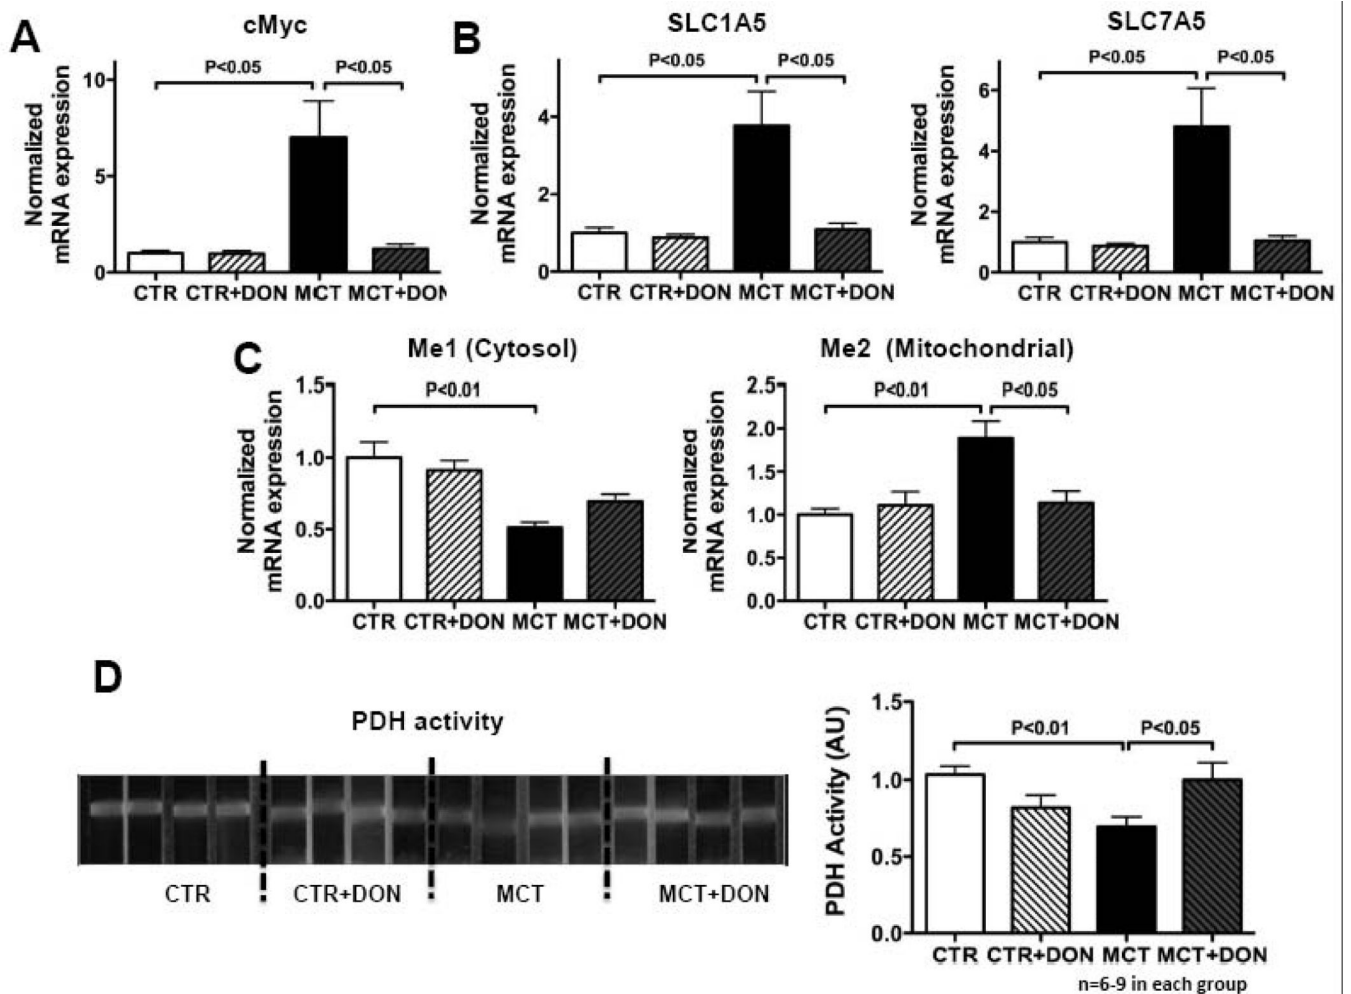 A
cMyc
Normalized
mRNA expression
10
5
0
P<0.05
P<0.05
CTR CTR+DON MCT MCT+DON
B
SLC1A5
Normalized
mRNA expression
4
2
0
P<0.05
P<0.05
CTR CTR+DON MCT MCT+DON
SLC7A5
Normalized
mRNA expression
6
4
2
0
P<0.05
P<0.05
CTR CTR+DON MCT MCT+DON
C
Me1 (Cytosol)
Normalized
mRNA expression
1.5
1.0
0.5
0.0
P<0.01
CTR CTR+DON MCT MCT+DON
Me2 (Mitochondrial)
Normalized
mRNA expression
2.5
2.0
1.5
1.0
0.5
0.0
P<0.01
P<0.05
CTR CTR+DON MCT MCT+DON
D
PDH activity
CTR
CTR+DON
MCT
MCT+DON
PDH Activity (AU)
1.5
1.0
0.5
0.0
P<0.01
P<0.05
CTR CTR+DON MCT MCT+DON
n=6-9 in each group